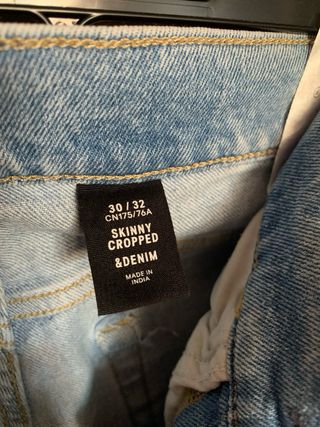 30 / 32
CN175/76A
SKINNY
CROPPED
&DENIM
MADE IN
INDIA